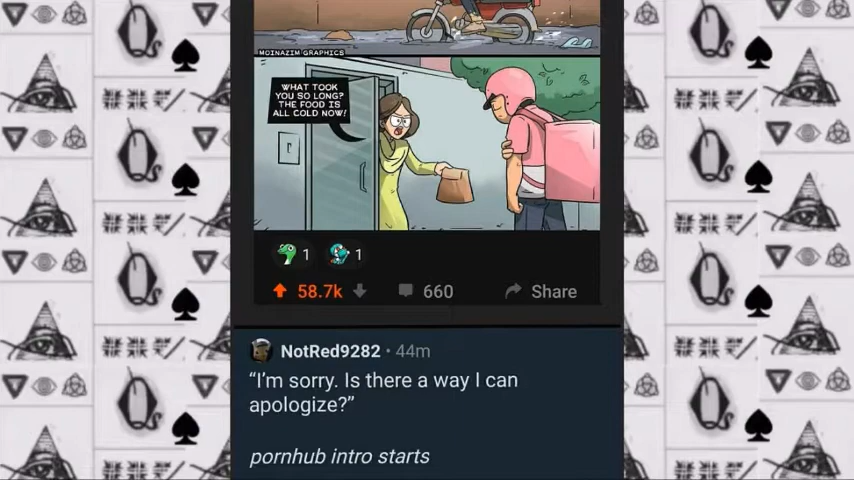 MOINAZIM GRAPHICS
WHAT TOOK
YOU SO LONG?
THE FOOD IS
ALL COLD NOW!
1 1
58.7k 660 Share
NotRed9282 · 44m
“I’m sorry. Is there a way I can
apologize?”
pornhub intro starts